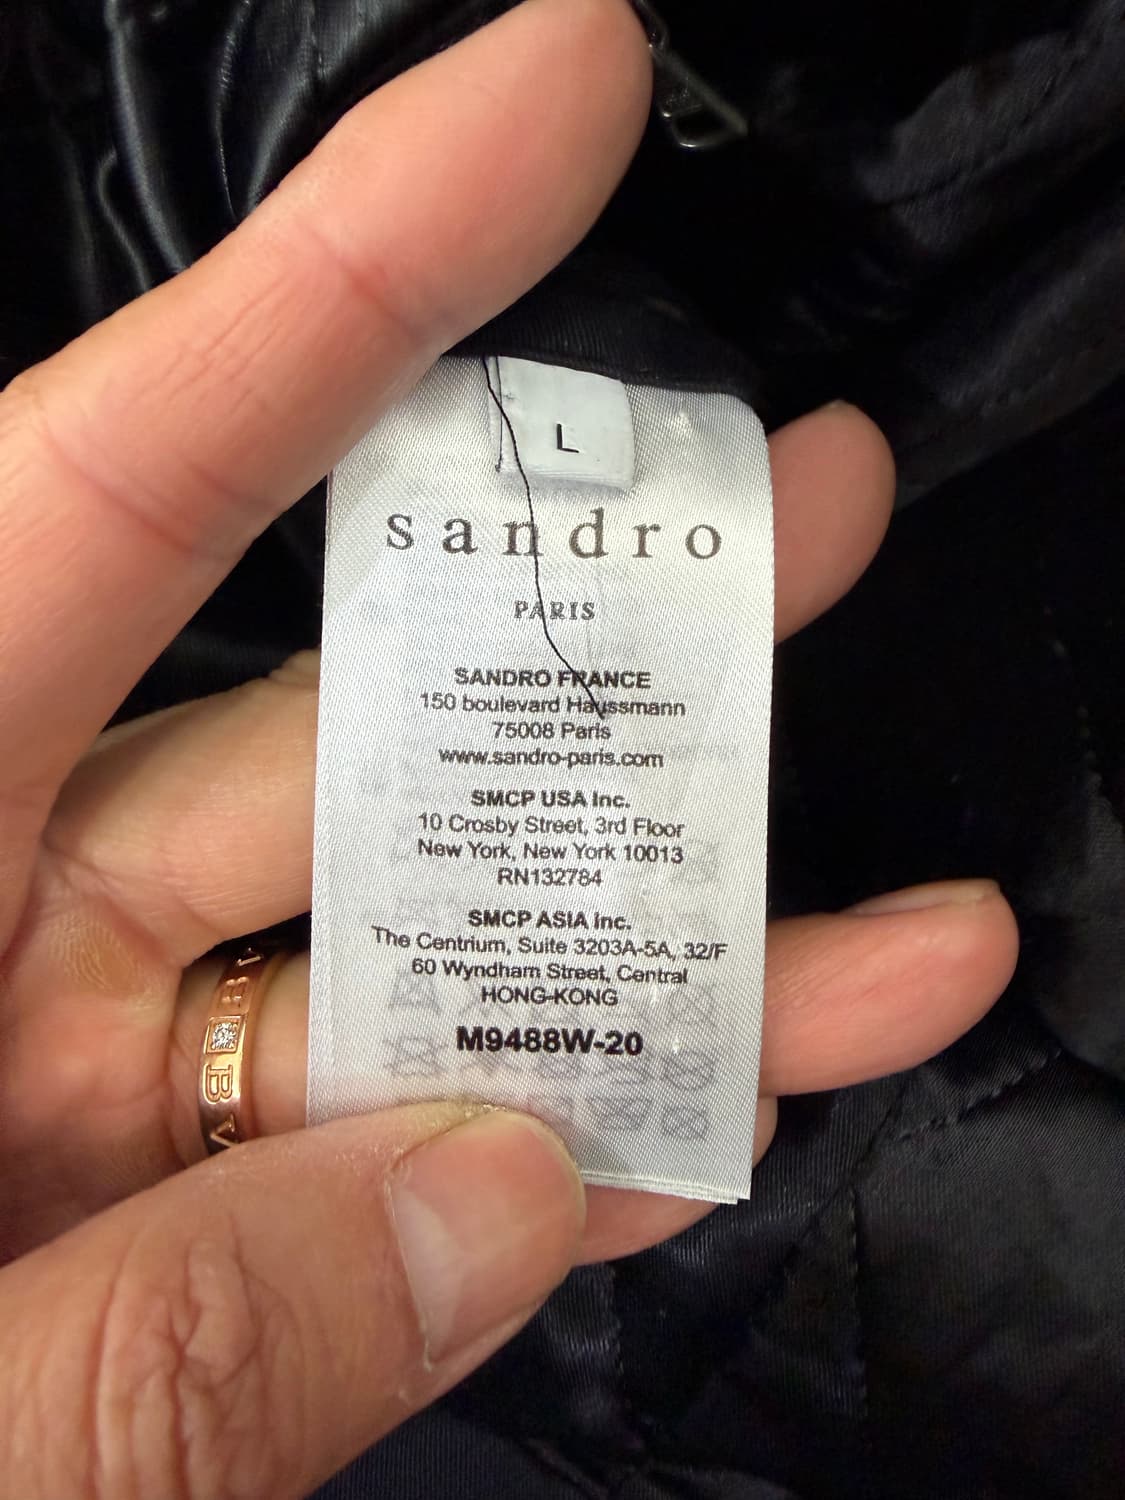 L
sandro
PARIS
SANDRO FRANCE
150 boulevard Haussmann
75008 Paris
www.sandro-paris.com
SMCP USA Inc.
10 Crosby Street, 3rd Floor
New York, New York 10013
RN132784
SMCP ASIA Inc.
The Centrium, Suite 3203A-5A, 32/F
60 Wyndham Street, Central
HONG-KONG
M9488W-20